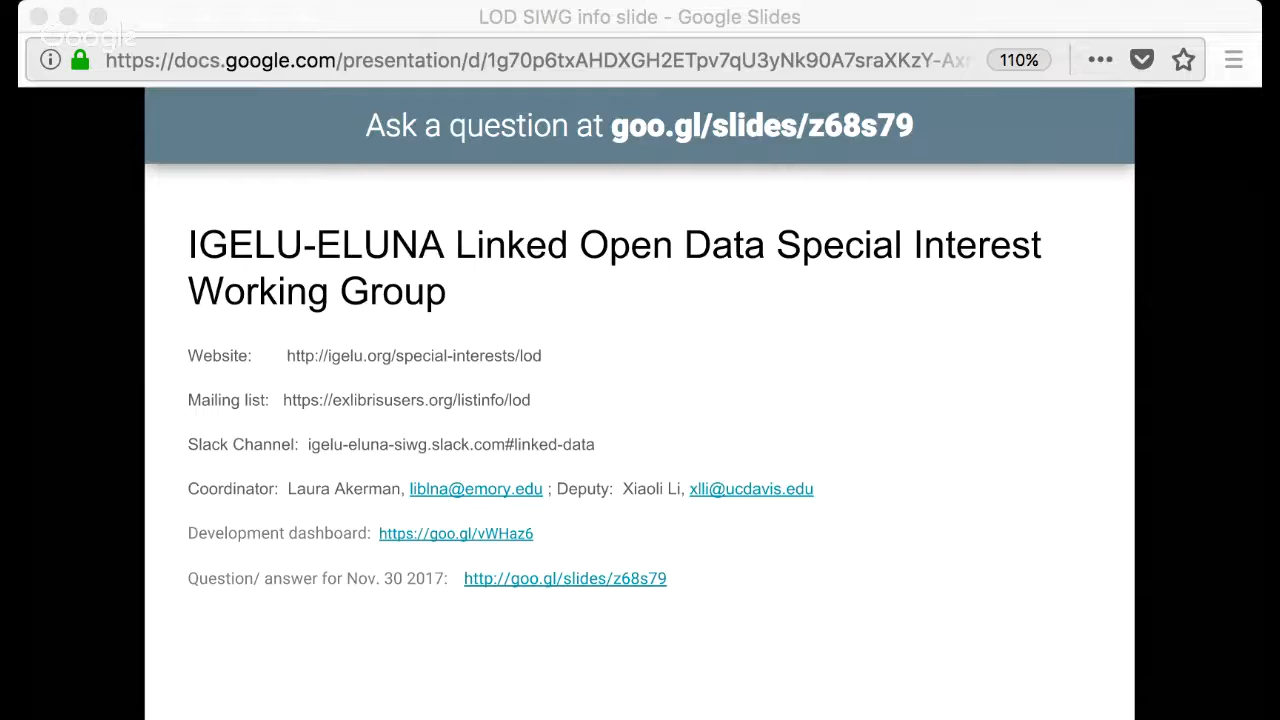 LOD SIWG info slide - Google Slides
Google
https://docs.google.com/presentation/d/1g70p6txAHDXGH2ETpv7qU3yNk90A7sraXKzY-Ax
110%
Ask a question at goo.gl/slides/z68s79
IGELU-ELUNA Linked Open Data Special Interest
Working Group
Website: http://igelu.org/special-interests/lod
Mailing list: https://exlibrisusers.org/listinfo/lod
Slack Channel: igelu-eluna-siwg.slack.com#linked-data
Coordinator: Laura Akerman, liblna@emory.edu ; Deputy: Xiaoli Li, xlli@ucdavis.edu
Development dashboard: https://goo.gl/vWHaz6
Question/ answer for Nov. 30 2017: http://goo.gl/slides/z68s79